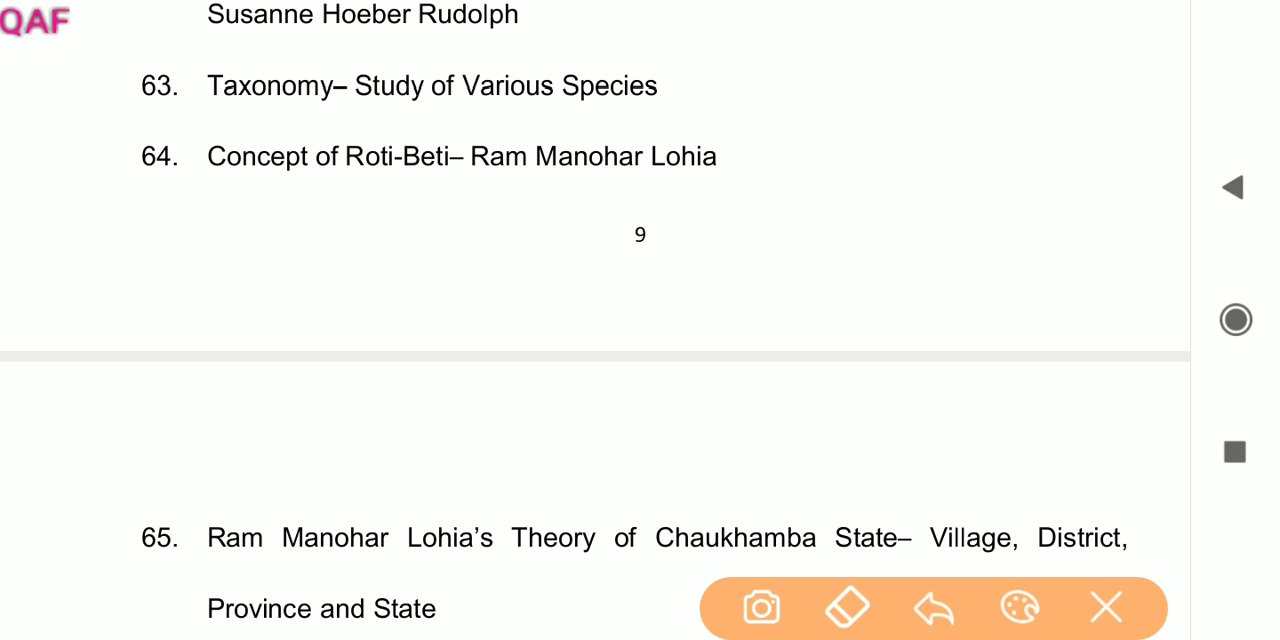 QAF
Susanne Hoeber Rudolph
63. Taxonomy– Study of Various Species
64. Concept of Roti-Beti– Ram Manohar Lohia
9
65. Ram Manohar Lohia’s Theory of Chaukhamba State– Village, District,
Province and State